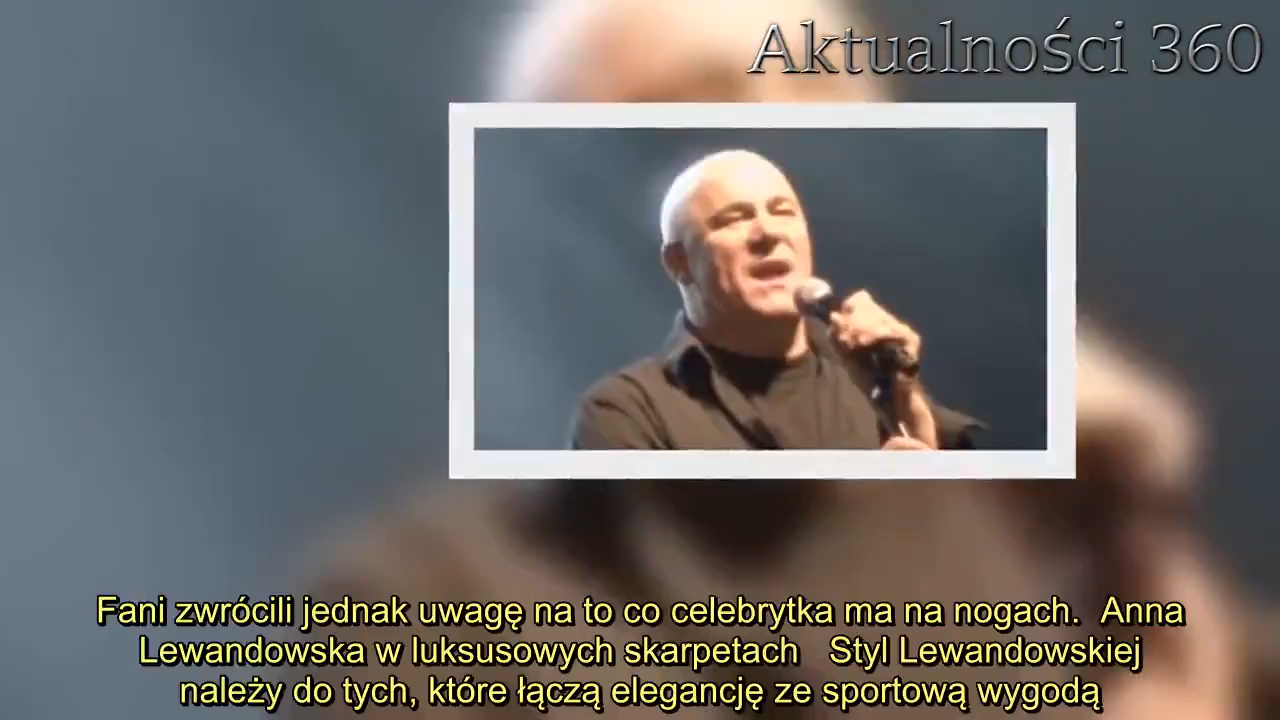 Aktualności 360
Fani zwrócili jednak uwagę na to co celebrytka ma na nogach. Anna
Lewandowska w luksusowych skarpetach Styl Lewandowskiej
należy do tych, które łączą elegancję ze sportową wygodą